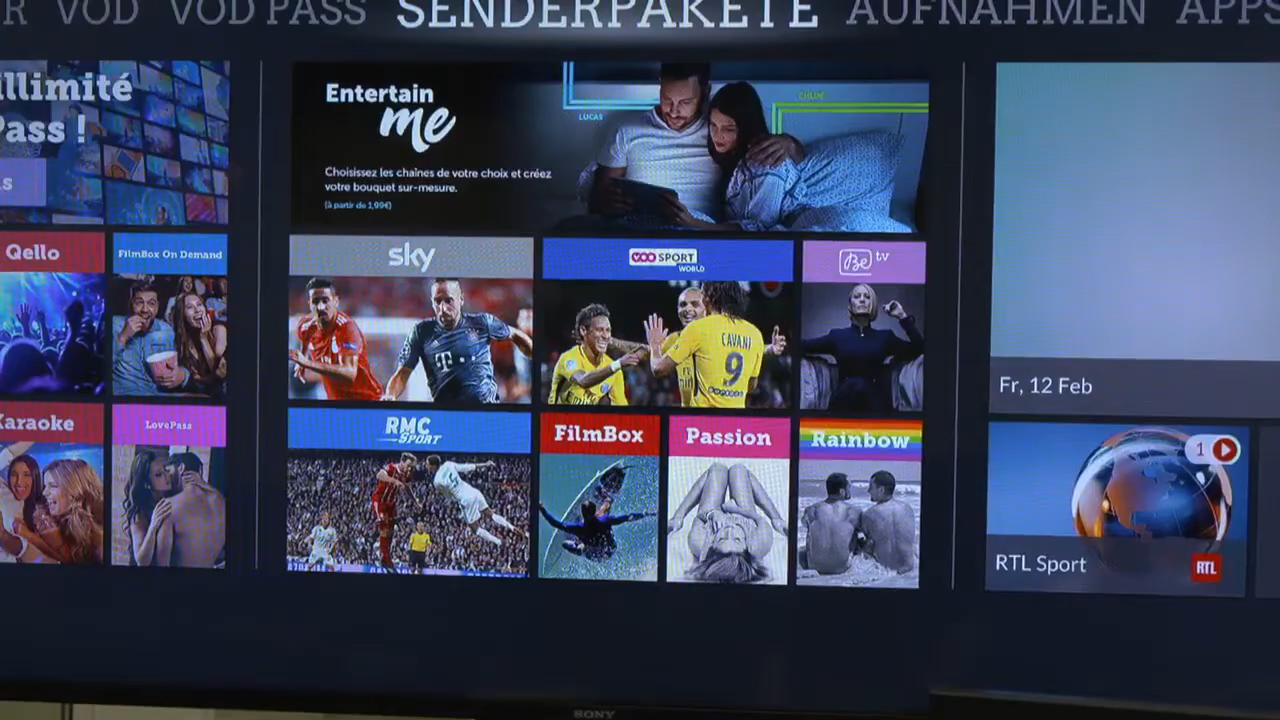 R
VOD
VOD PASS
SENDERPAKETE
AUFNAHMEN
APPS
illimité
Pass !
s
Qello
FilmBox On Demand
Karaoke
LovePass
Entertain
me
Choisissez les chaînes de votre choix et créez
votre bouquet sur-mesure.
(à partir de 1,99€)
LUCAS
CHLOÉ
sky
VOO SPORT
WORLD
Be tv
CAVANI
9
T
RMC
SPORT
FilmBox
Passion
Rainbow
Fr, 12 Feb
1
RTL Sport
RTL
SONY